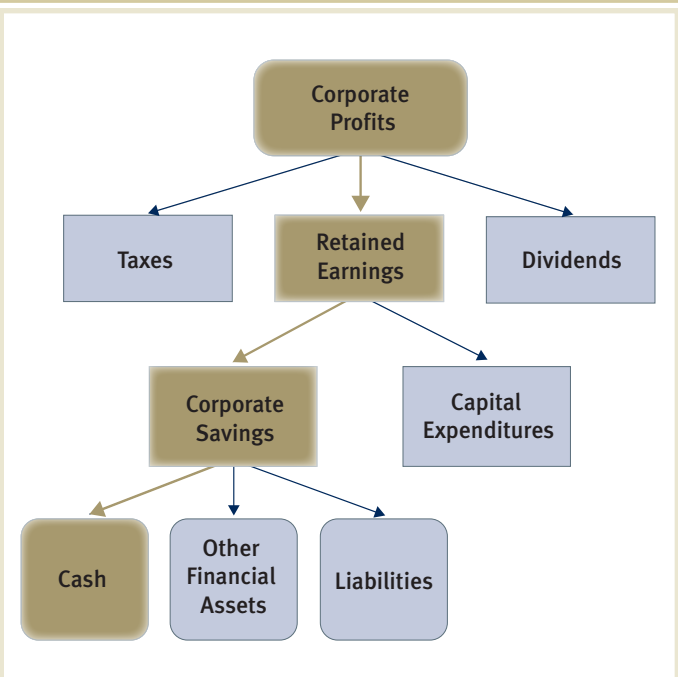 Corporate
Profits
Taxes
Retained
Earnings
Dividends
Corporate
Savings
Capital
Expenditures
Cash
Other
Financial
Assets
Liabilities